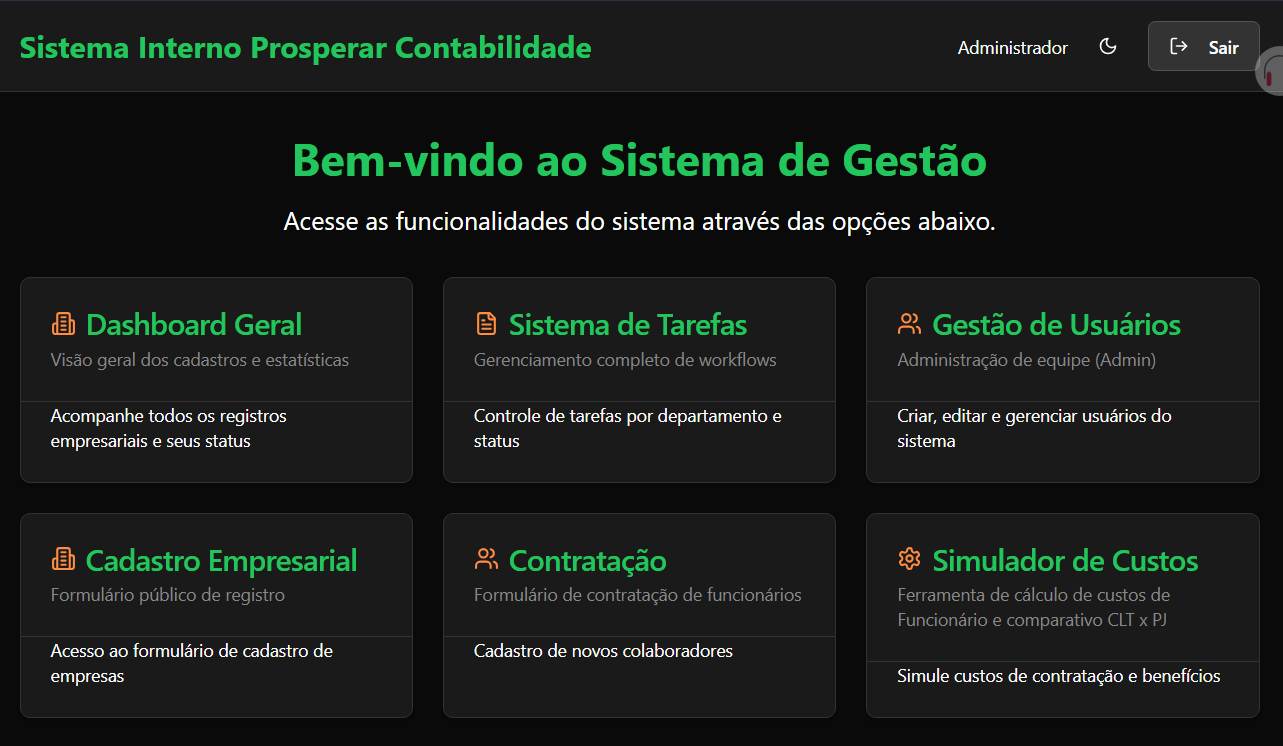 Sistema Interno Prosperar Contabilidade
Administrador
Sair
Bem-vindo ao Sistema de Gestão
Acesse as funcionalidades do sistema através das opções abaixo.
Dashboard Geral
Visão geral dos cadastros e estatísticas
Acompanhe todos os registros
empresariais e seus status
Sistema de Tarefas
Gerenciamento completo de workflows
Controle de tarefas por departamento e
status
Gestão de Usuários
Administração de equipe (Admin)
Criar, editar e gerenciar usuários do
sistema
Cadastro Empresarial
Formulário público de registro
Acesso ao formulário de cadastro de
empresas
Contratação
Formulário de contratação de funcionários
Cadastro de novos colaboradores
Simulador de Custos
Ferramenta de cálculo de custos de
Funcionário e comparativo CLT x PJ
Simule custos de contratação e benefícios